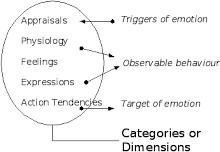 Appraisals
Triggers of emotion
Physiology
Feelings
Observable behaviour
Expressions
Action Tendencies
Target of emotion
Categories or
Dimensions